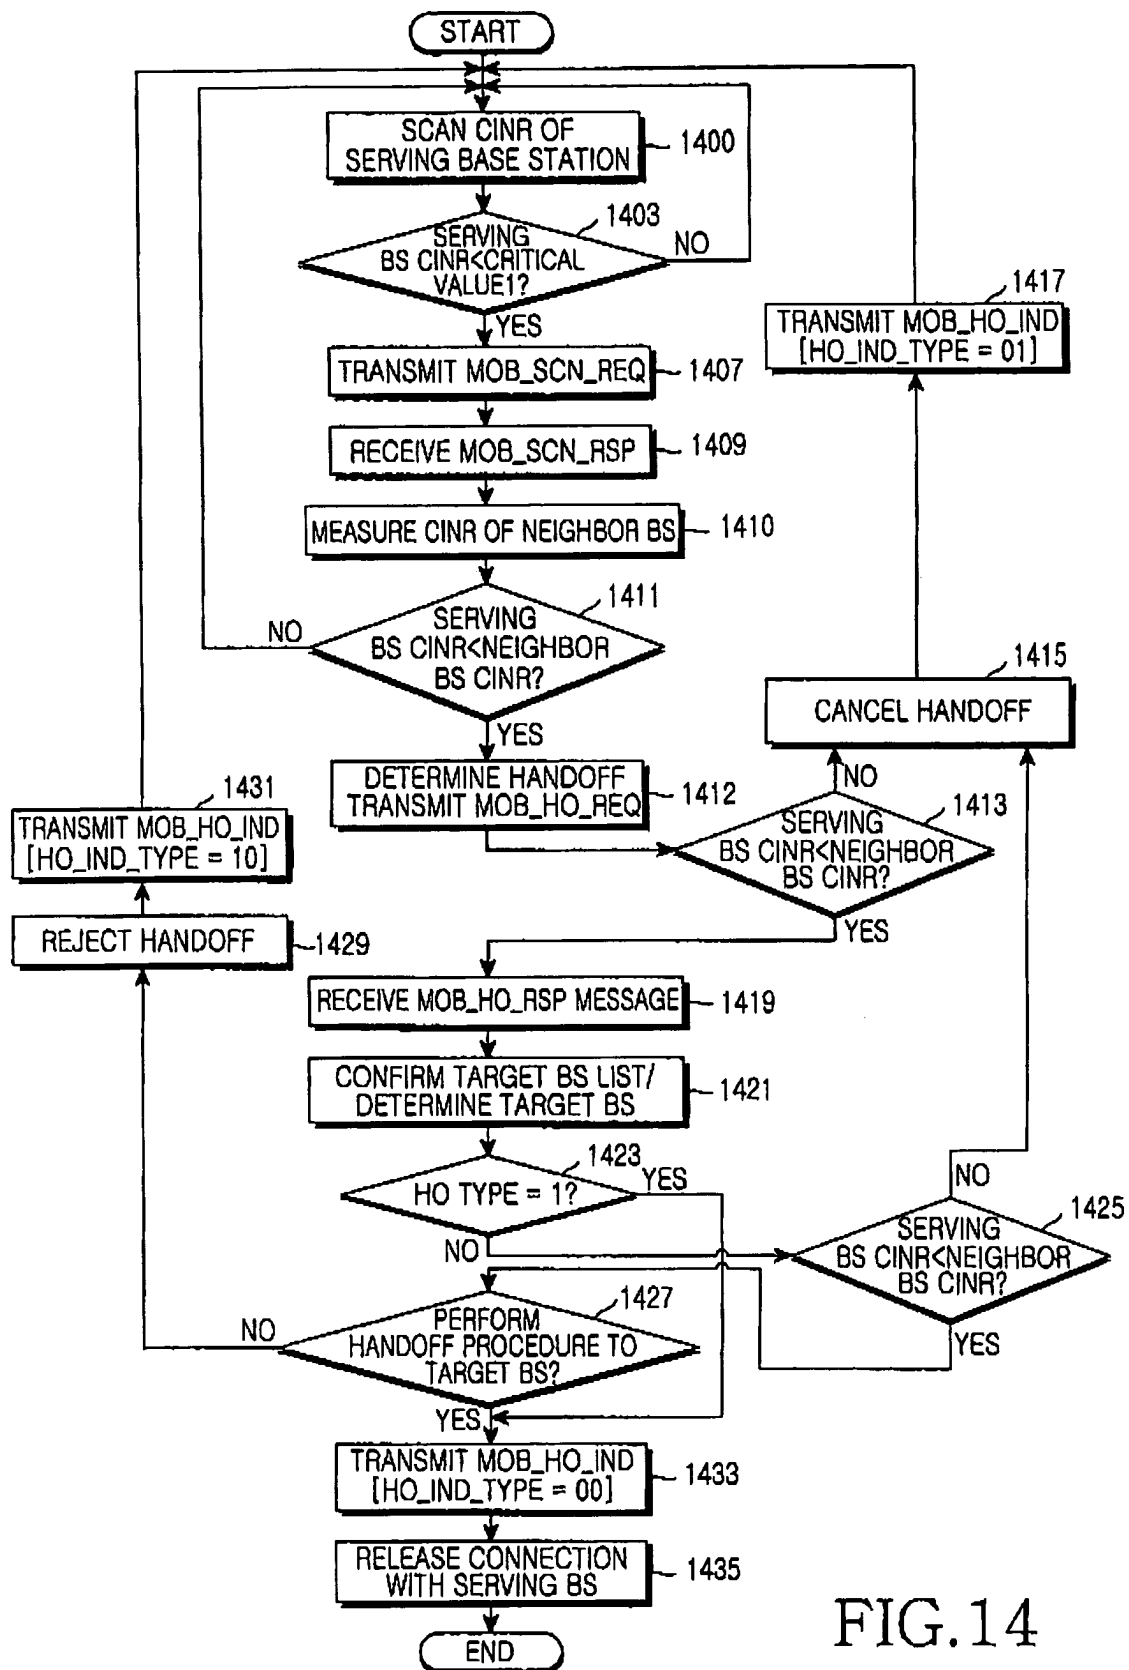 START
SCAN CINR OF
SERVING BASE STATION
1400
1403
SERVING
BS CINR<CRITICAL
VALUE1?
NO
YES
1417
TRANSMIT MOB_HO_IND
[HO_IND_TYPE = 01]
TRANSMIT MOB_SCN_REQ
1407
RECEIVE MOB_SCN_RSP
1409
MEASURE CINR OF NEIGHBOR BS
1410
1411
SERVING
BS CINR<NEIGHBOR
BS CINR?
NO
YES
1415
CANCEL HANDOFF
DETERMINE HANDOFF
TRANSMIT MOB_HO_REQ
1412
NO
1413
SERVING
BS CINR<NEIGHBOR
BS CINR?
YES
1431
TRANSMIT MOB_HO_IND
[HO_IND_TYPE = 10]
REJECT HANDOFF
1429
RECEIVE MOB_HO_RSP MESSAGE
1419
CONFIRM TARGET BS LIST/
DETERMINE TARGET BS
1421
1423
HO TYPE = 1?
YES
NO
NO
1425
SERVING
BS CINR<NEIGHBOR
BS CINR?
YES
1427
PERFORM
HANDOFF PROCEDURE TO
TARGET BS?
NO
YES
TRANSMIT MOB_HO_IND
[HO_IND_TYPE = 00]
1433
RELEASE CONNECTION
WITH SERVING BS
1435
END
FIG.14